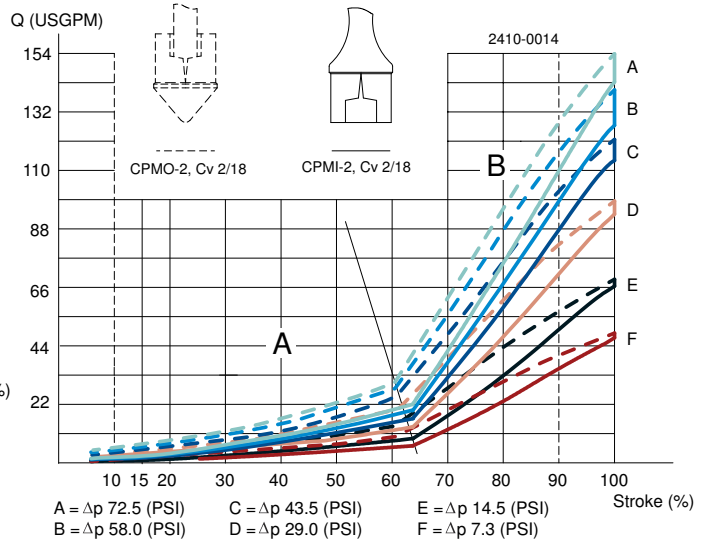 Q (USGPM)
2410-0014
154
132
110
88
66
44
22
CPMO-2, Cv 2/18
CPMI-2, Cv 2/18
A
B
A
B
C
D
E
F
%)
10 15 20 30 40 50 60 70 80 90 100
Stroke (%)
A = Δp 72.5 (PSI) C = Δp 43.5 (PSI) E = Δp 14.5 (PSI)
B = Δp 58.0 (PSI) D = Δp 29.0 (PSI) F = Δp 7.3 (PSI)